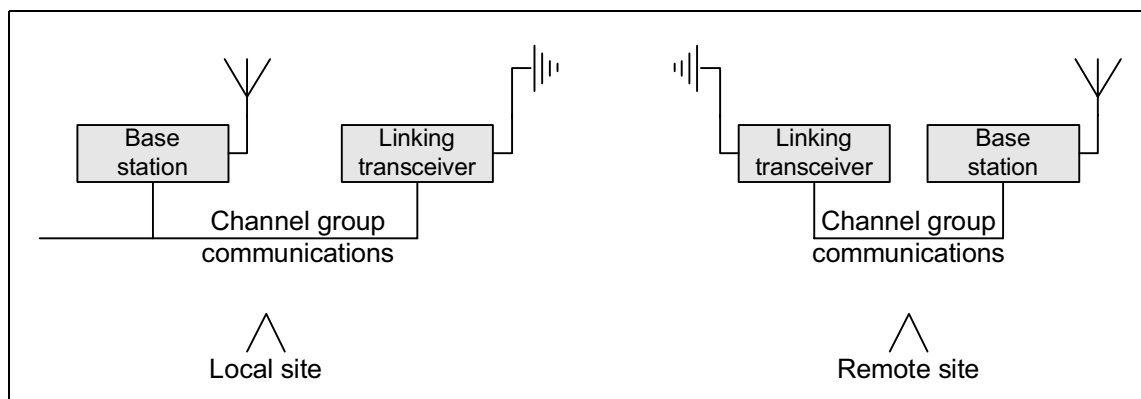 Base
station
Linking
transceiver
Linking
transceiver
Base
station
Channel group
communications
Channel group
communications
Local site
Remote site